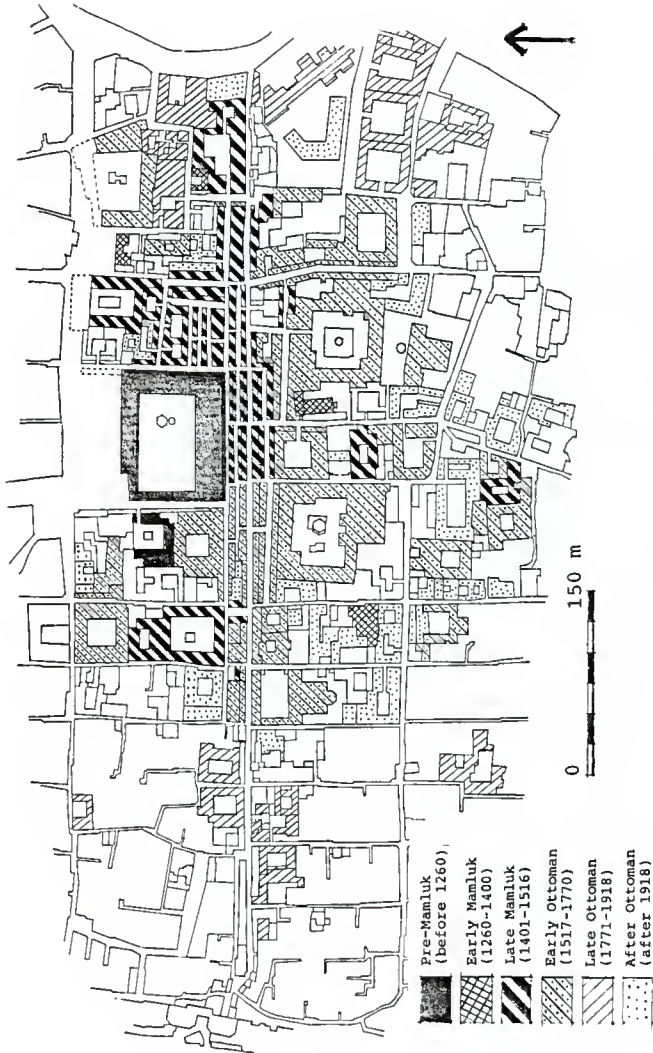 0
150 m
Pre-Mamluk
(before 1260)
Early Mamluk
(1260-1400)
Late Mamluk
(1401-1516)
Early Ottoman
(1517-1770)
Late Ottoman
(1771-1918)
After Ottoman
(after 1918)